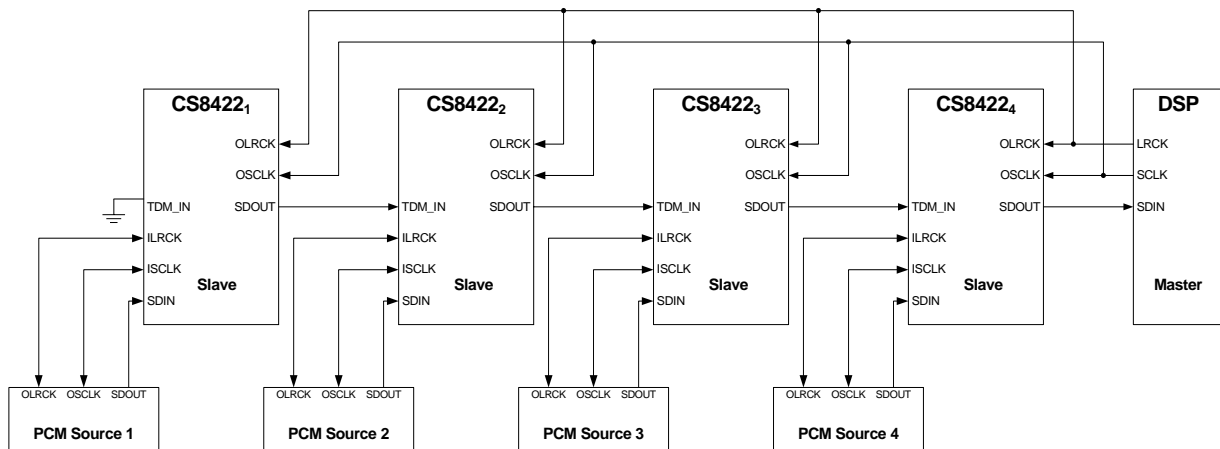 CS8422₁ CS8422₂ CS8422₃ CS8422₄ DSP
OLRCK OLRCK OLRCK OLRCK LRCK
OSCLK OSCLK OSCLK OSCLK SCLK
TDM_IN SDOUT TDM_IN SDOUT TDM_IN SDOUT TDM_IN SDOUT SDIN
ILRCK ILRCK ILRCK ILRCK
ISCLK Slave ISCLK Slave ISCLK Slave ISCLK Slave Master
SDIN SDIN SDIN SDIN
OLRCK OSCLK SDOUT OLRCK OSCLK SDOUT OLRCK OSCLK SDOUT OLRCK OSCLK SDOUT
PCM Source 1 PCM Source 2 PCM Source 3 PCM Source 4